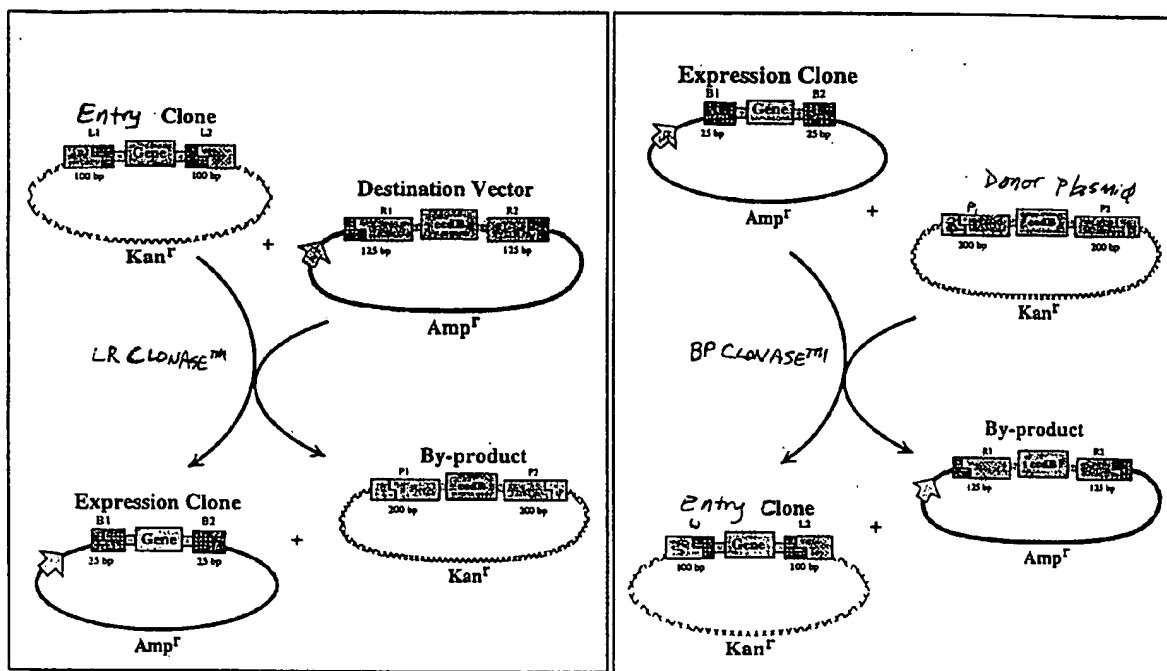 Entry Clone
L1 L2
Gene
100 bp 100 bp
Kanr
+
Destination Vector
R1 R2
ccdB
125 bp 125 bp
Ampr
LR CLONASE™
Expression Clone
B1 B2
Gene
25 bp 25 bp
Ampr
+
By-product
P1 P2
ccdB
200 bp 200 bp
Kanr
Expression Clone
B1 B2
Gene
25 bp 25 bp
Ampr
+
Donor Plasmid
P1 P2
ccdB
200 bp 200 bp
Kanr
BP CLONASE™
Entry Clone
L2
Gene
100 bp 100 bp
Kanr
+
By-product
R1 R2
ccdB
125 bp 125 bp
Ampr